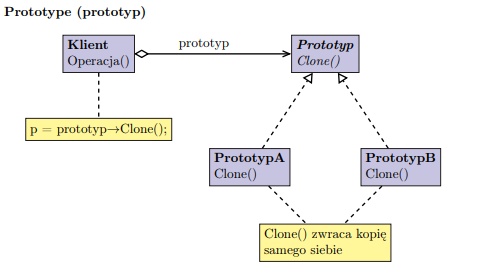 Prototype (prototyp)
Klient
Operacja()
prototyp
Prototyp
Clone()
p = prototyp→Clone();
PrototypA
Clone()
PrototypB
Clone()
Clone() zwraca kopię
samego siebie